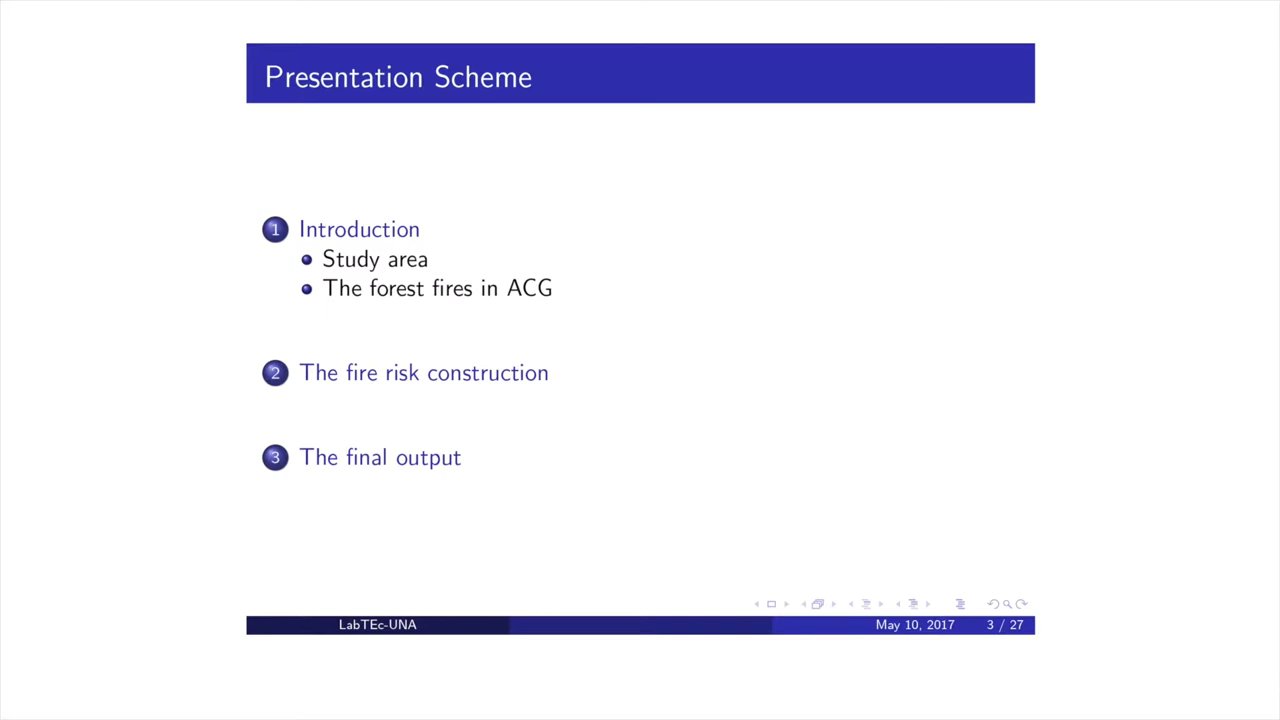 Presentation Scheme
1 Introduction
Study area
The forest fires in ACG
2 The fire risk construction
3 The final output
LabTEc-UNA May 10, 2017 3 / 27